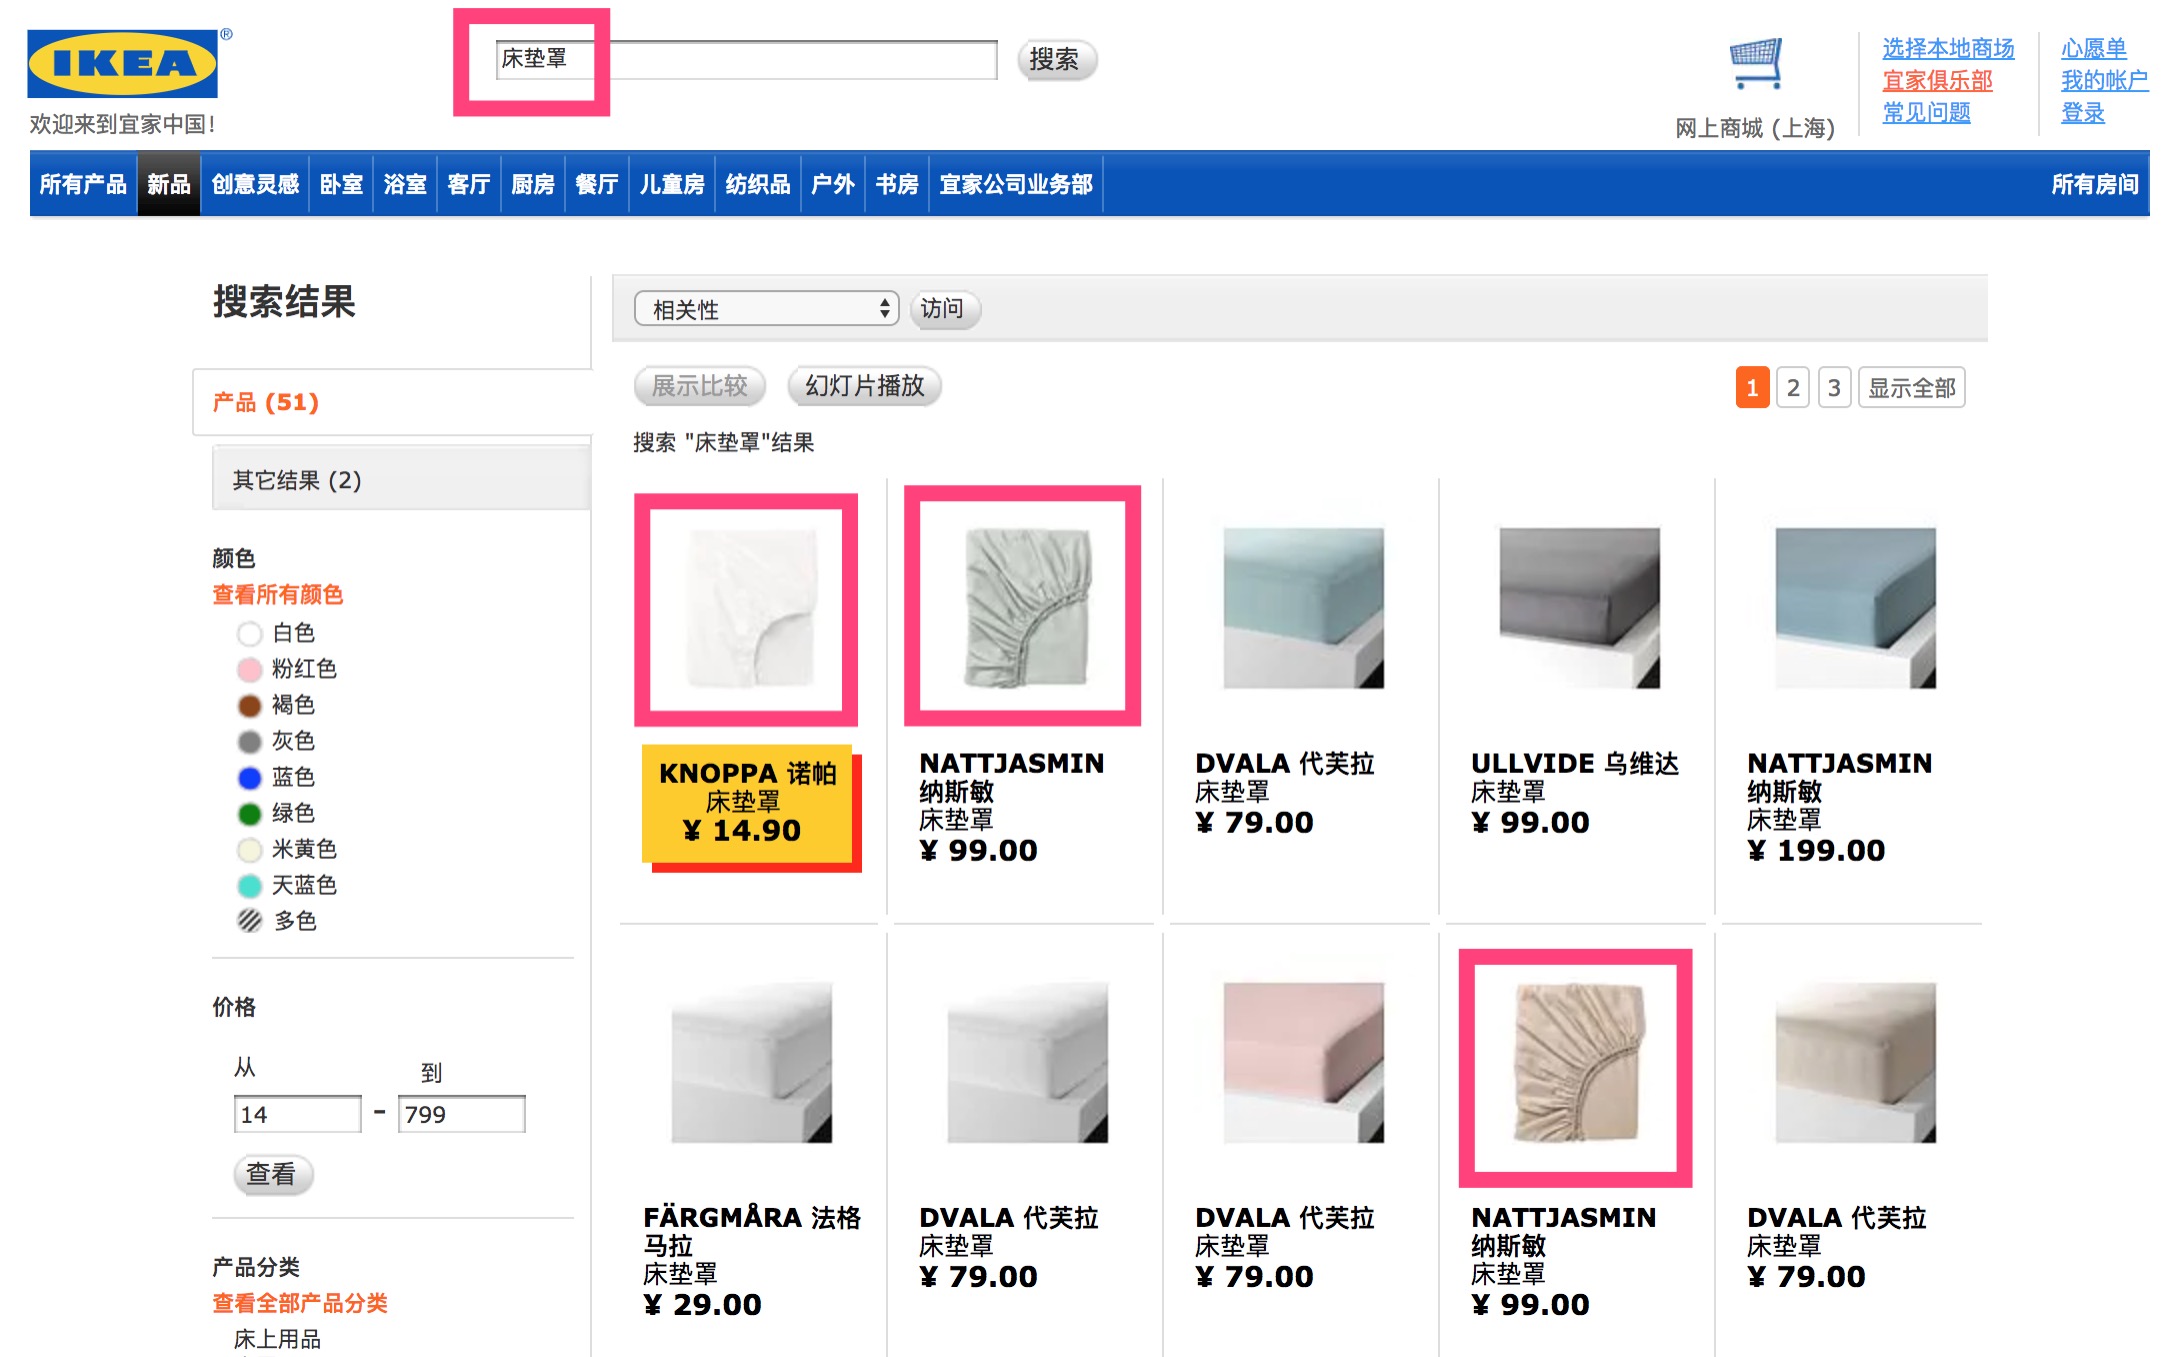 IKEA®
欢迎来到宜家中国!
床垫罩
搜索
网上商城 (上海)
选择本地商场
宜家俱乐部
常见问题
心愿单
我的帐户
登录
所有产品 新品 创意灵感 卧室 浴室 客厅 厨房 餐厅 儿童房 纺织品 户外 书房 宜家公司业务部 所有房间
搜索结果
产品 (51)
其它结果 (2)
颜色
查看所有颜色
白色
粉红色
褐色
灰色
蓝色
绿色
米黄色
天蓝色
多色
价格
从 到
14 - 799
查看
产品分类
查看全部产品分类
床上用品
相关性 访问
展示比较 幻灯片播放
1 2 3 显示全部
搜索 "床垫罩"结果
KNOPPA 诺帕
床垫罩
¥ 14.90
NATTJASMIN
纳斯敏
床垫罩
¥ 99.00
DVALA 代芙拉
床垫罩
¥ 79.00
ULLVIDE 乌维达
床垫罩
¥ 99.00
NATTJASMIN
纳斯敏
床垫罩
¥ 199.00
FÄRGMÅRA 法格
马拉
床垫罩
¥ 29.00
DVALA 代芙拉
床垫罩
¥ 79.00
DVALA 代芙拉
床垫罩
¥ 79.00
NATTJASMIN
纳斯敏
床垫罩
¥ 99.00
DVALA 代芙拉
床垫罩
¥ 79.00